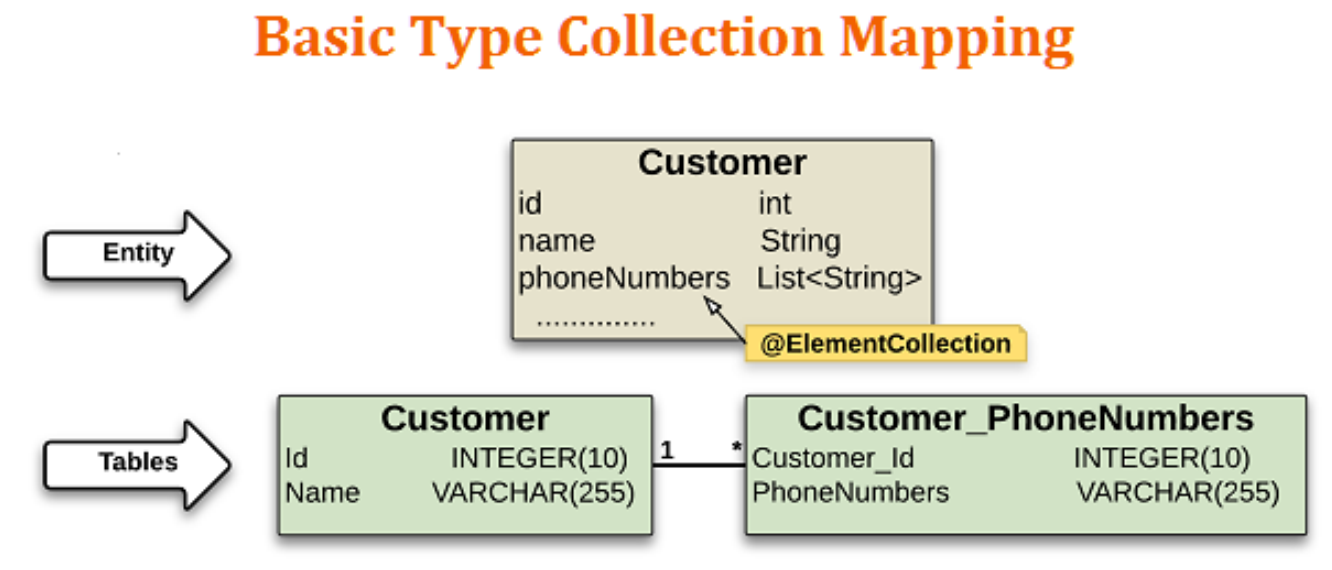 Basic Type Collection Mapping
Customer
id int
name String
phoneNumbers List<String>
..............
@ElementCollection
Entity
Customer
Id INTEGER(10)
Name VARCHAR(255)
1 *
Customer_PhoneNumbers
Customer_Id INTEGER(10)
PhoneNumbers VARCHAR(255)
Tables